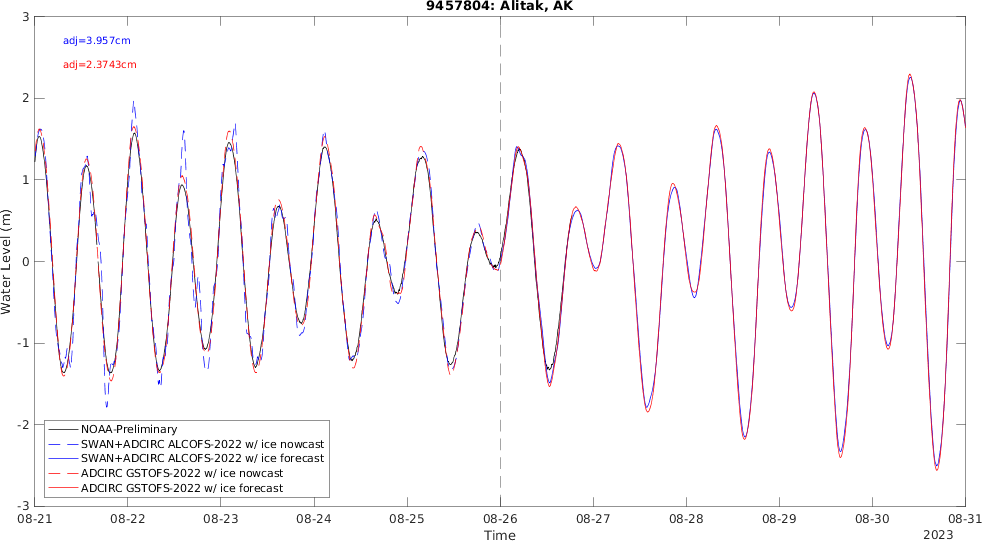 9457804: Alitak, AK
adj=3.957cm
adj=2.3743cm
3
2
1
0
-1
-2
-3
Water Level (m)
NOAA-Preliminary
SWAN+ADCIRC ALCOFS-2022 w/ ice nowcast
SWAN+ADCIRC ALCOFS-2022 w/ ice forecast
ADCIRC GSTOFS-2022 w/ ice nowcast
ADCIRC GSTOFS-2022 w/ ice forecast
08-21 08-22 08-23 08-24 08-25 08-26 08-27 08-28 08-29 08-30 08-31
Time
2023